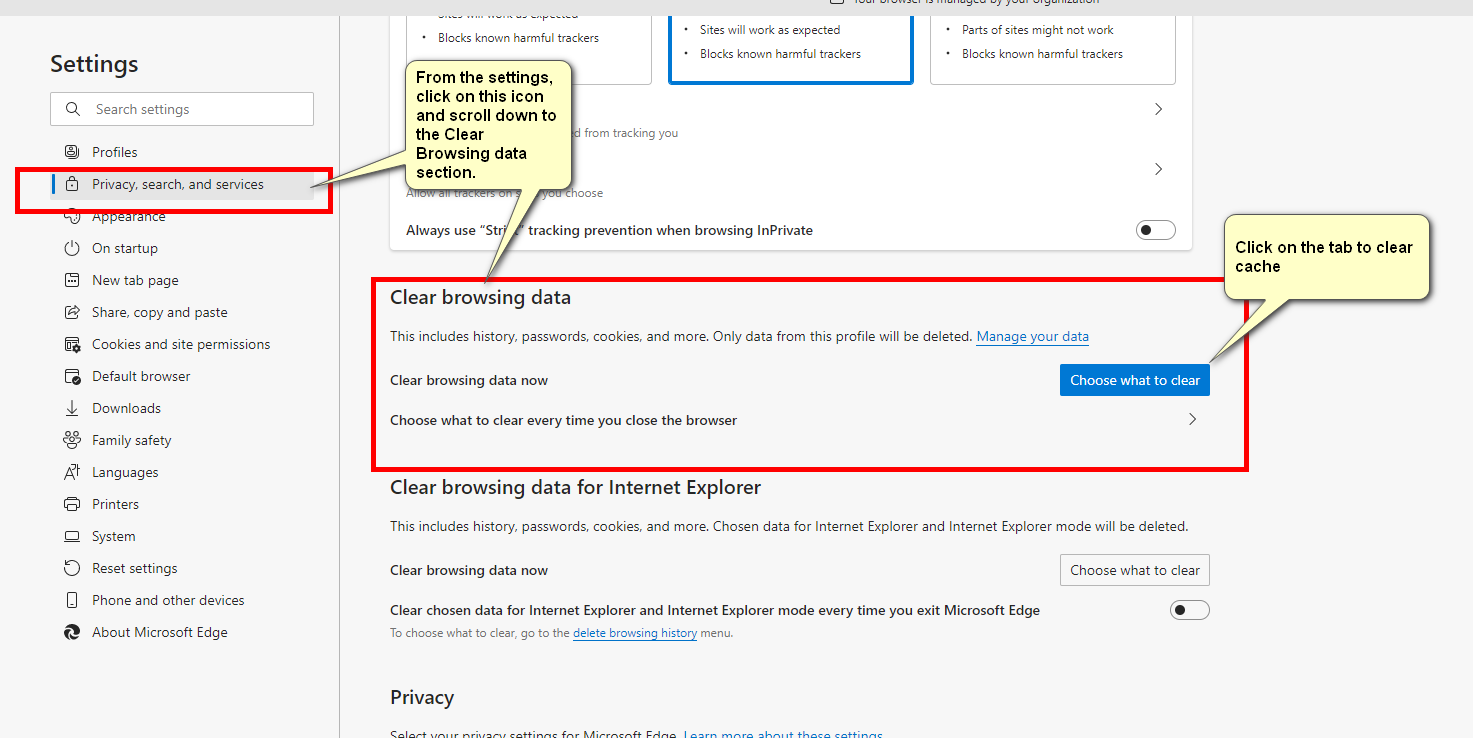 Your browser is managed by your organization
Settings
Search settings
Profiles
Privacy, search, and services
Appearance
On startup
New tab page
Share, copy and paste
Cookies and site permissions
Default browser
Downloads
Family safety
Languages
Printers
System
Reset settings
Phone and other devices
About Microsoft Edge
Sites will work as expected
• Blocks known harmful trackers
• Sites will work as expected
• Blocks known harmful trackers
• Parts of sites might not work
• Blocks known harmful trackers
From the settings,
click on this icon
and scroll down to
the Clear
Browsing data
section.
from tracking you
Allow all trackers on sites you choose
Always use “Strict” tracking prevention when browsing InPrivate
Click on the tab to clear
cache
Clear browsing data
This includes history, passwords, cookies, and more. Only data from this profile will be deleted. Manage your data
Clear browsing data now
Choose what to clear
Choose what to clear every time you close the browser
Clear browsing data for Internet Explorer
This includes history, passwords, cookies, and more. Chosen data for Internet Explorer and Internet Explorer mode will be deleted.
Clear browsing data now
Choose what to clear
Clear chosen data for Internet Explorer and Internet Explorer mode every time you exit Microsoft Edge
To choose what to clear, go to the delete browsing history menu.
Privacy
Select your privacy settings for Microsoft Edge. Learn more about these settings